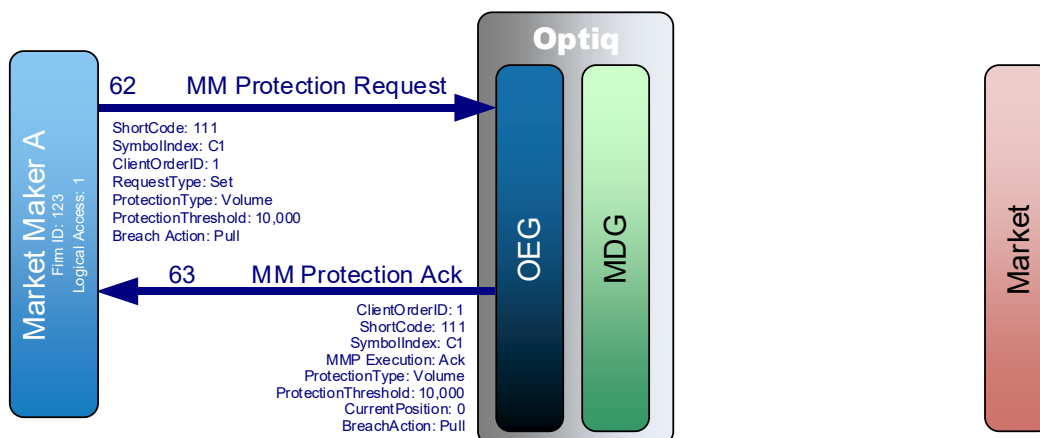 Optiq
Market Maker A
Firm ID: 123
Logical Access: 1
62 MM Protection Request
ShortCode: 111
SymbolIndex: C1
ClientOrderID: 1
RequestType: Set
ProtectionType: Volume
ProtectionThreshold: 10,000
Breach Action: Pull
63 MM Protection Ack
ClientOrderID: 1
ShortCode: 111
SymbolIndex: C1
MMP Execution: Ack
ProtectionType: Volume
ProtectionThreshold: 10,000
CurrentPosition: 0
BreachAction: Pull
OEG
MDG
Market